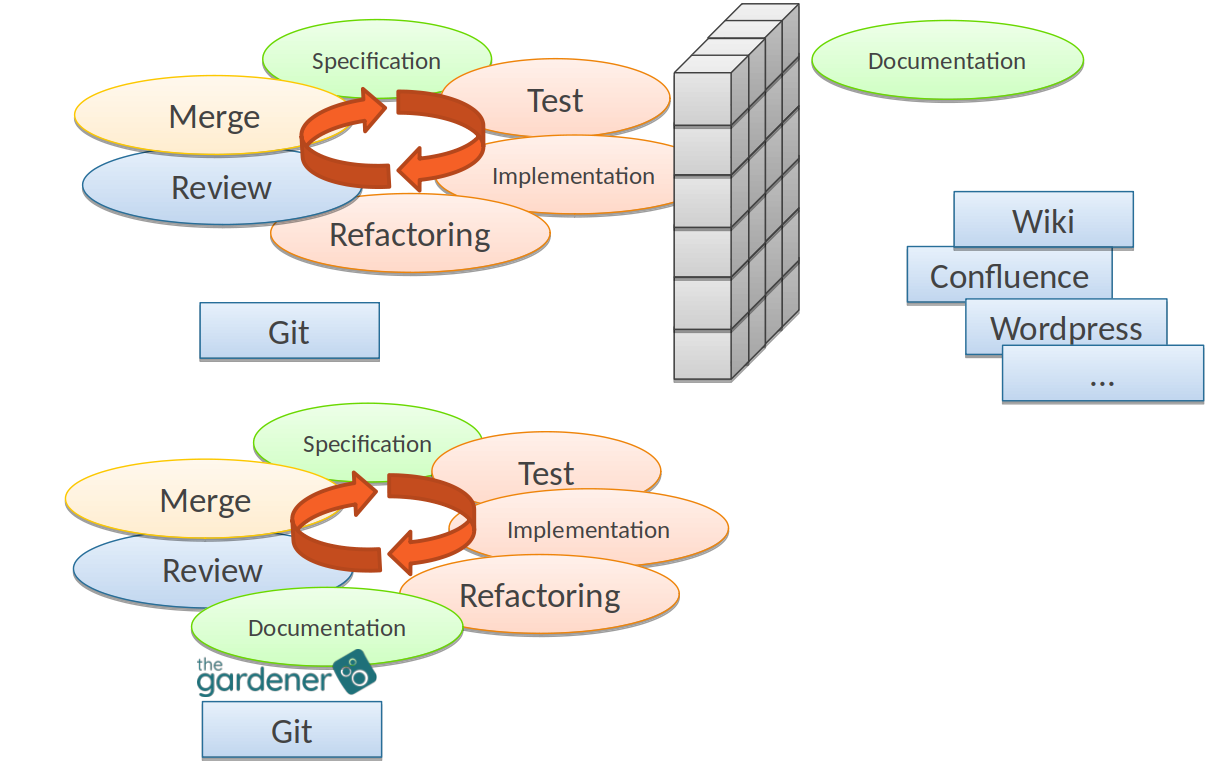 Specification
Documentation
Test
Merge
Implementation
Review
Refactoring
Wiki
Confluence
Git
Wordpress
...
Specification
Test
Merge
Implementation
Review
Refactoring
Documentation
the
gardener
Git